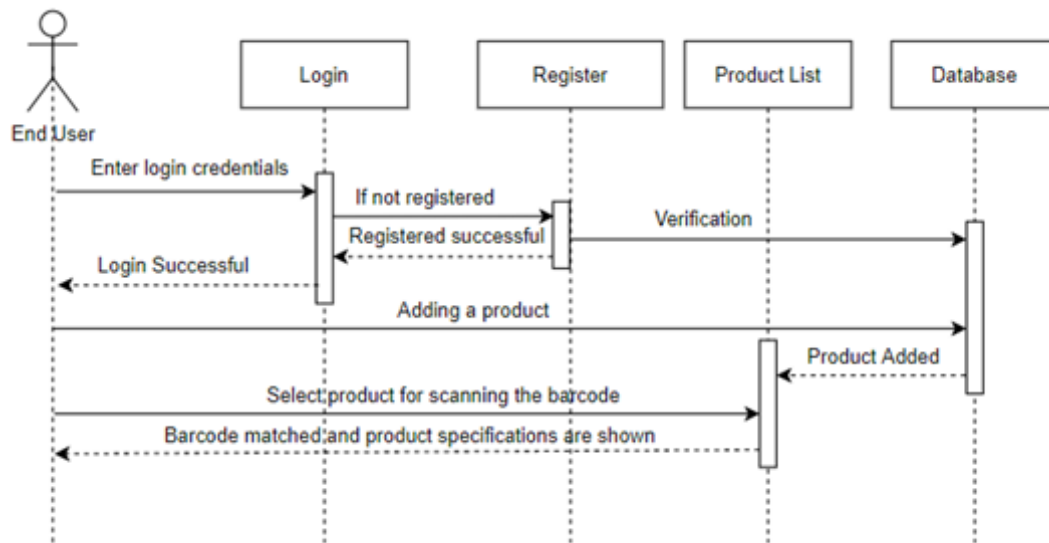 Login
Register
Product List
Database
End User
Enter login credentials
If not registered
Verification
Registered successful
Login Successful
Adding a product
Product Added
Select product for scanning the barcode
Barcode matched and product specifications are shown